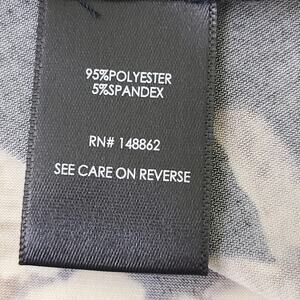 95%POLYESTER
5%SPANDEX
RN# 148862
SEE CARE ON REVERSE